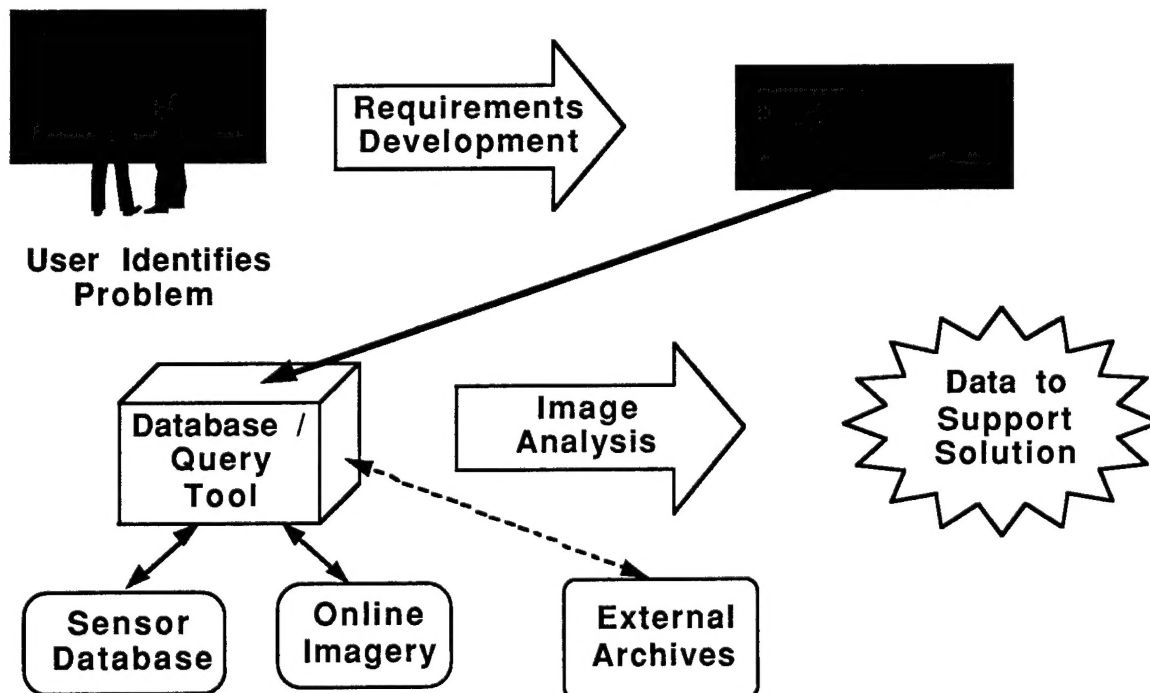 Requirements
Development
User Identifies
Problem
Database /
Query
Tool
Image
Analysis
Data to
Support
Solution
Sensor
Database
Online
Imagery
External
Archives